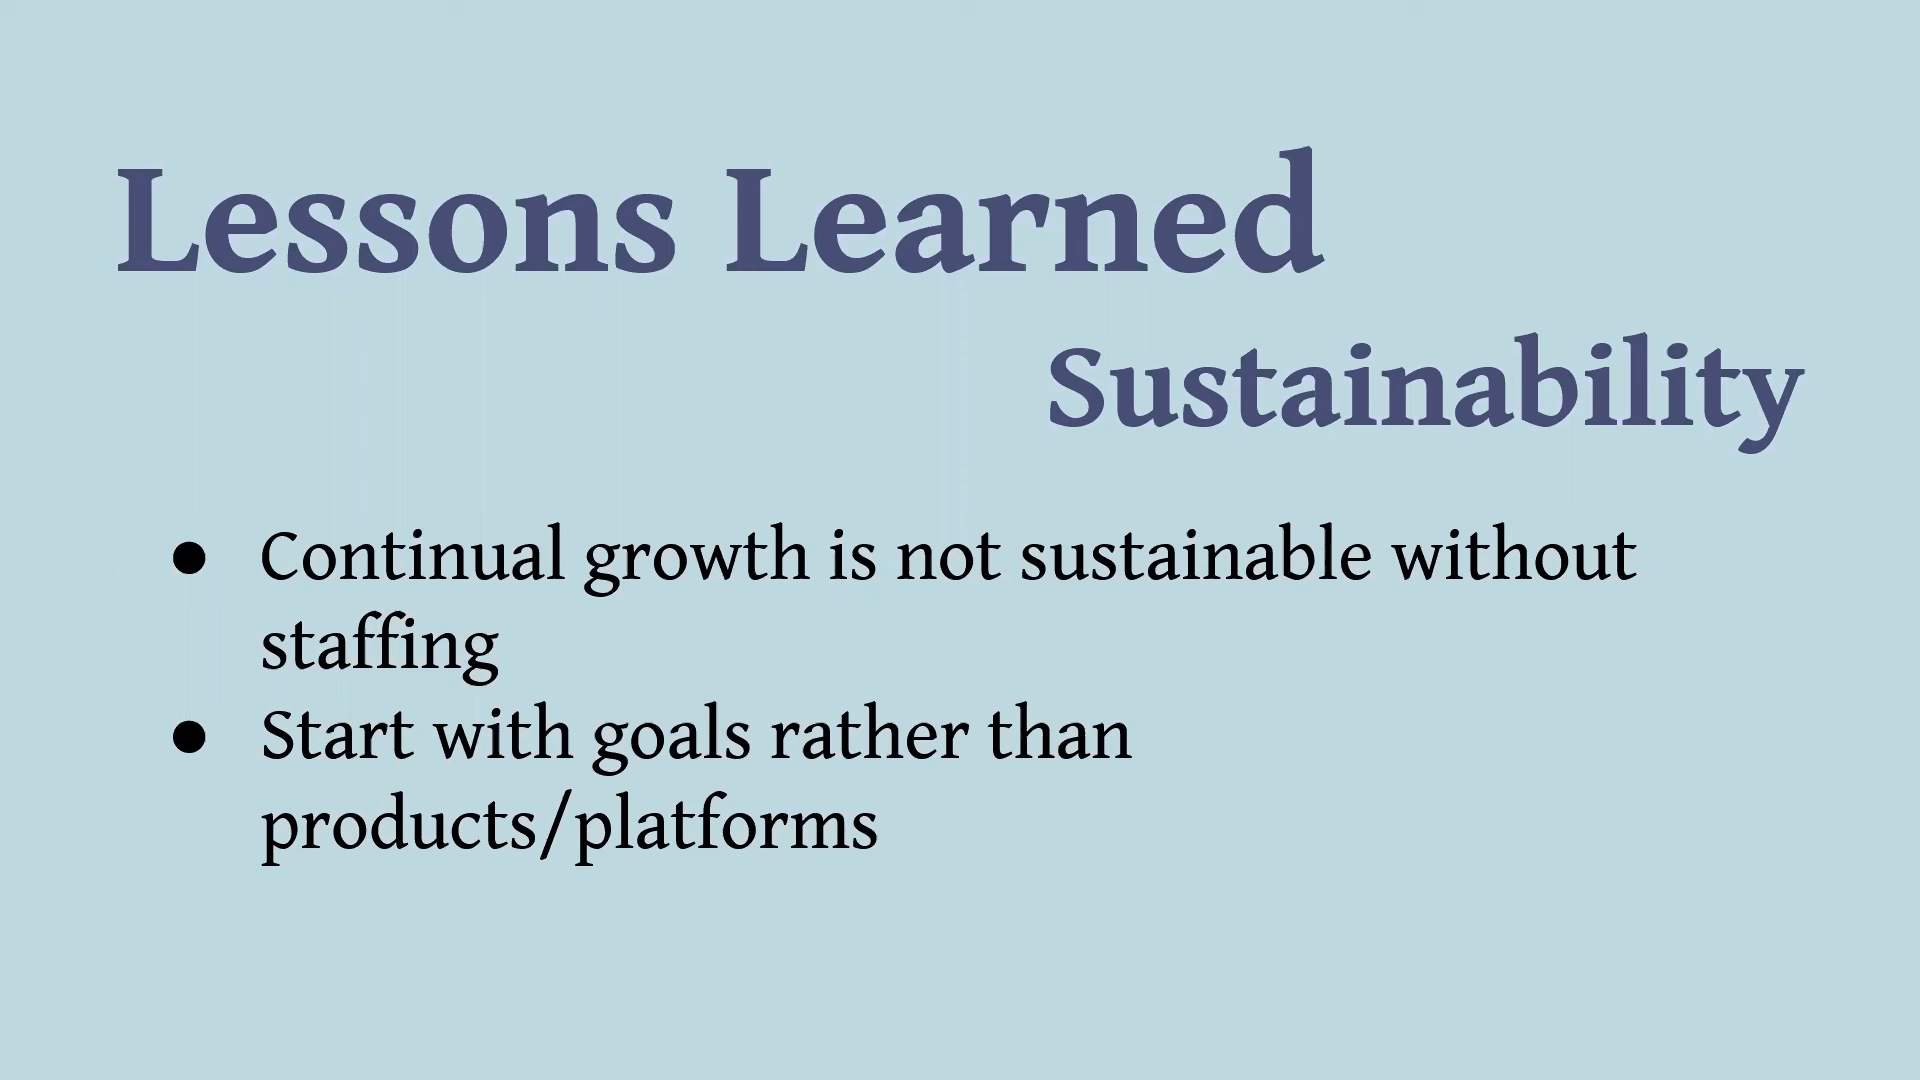 Lessons Learned
Sustainability
● Continual growth is not sustainable without
staffing
● Start with goals rather than
products/platforms